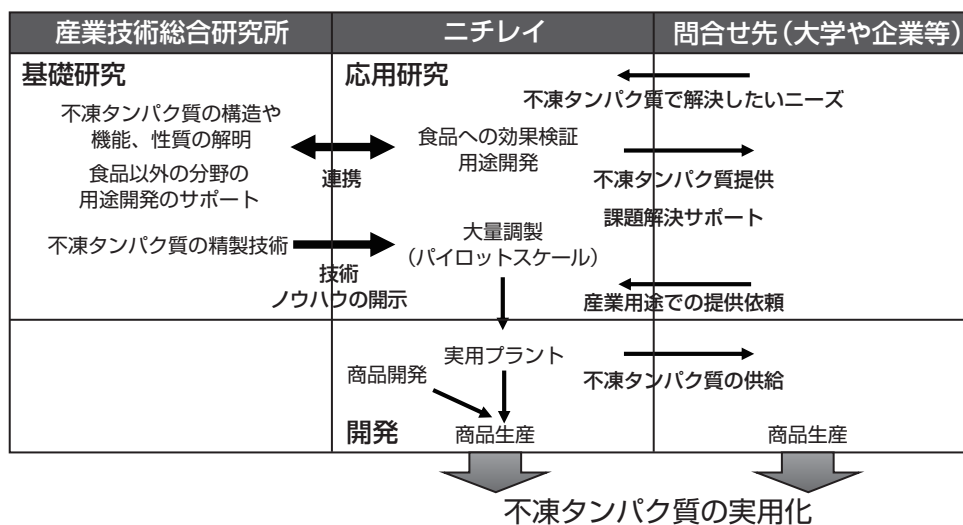 産業技術総合研究所
ニチレイ
問合せ先(大学や企業等)
基礎研究
不凍タンパク質の構造や
機能、性質の解明
食品以外の分野の
用途開発のサポート
不凍タンパク質の精製技術
連携
技術
ノウハウの開示
応用研究
食品への効果検証
用途開発
大量調製
(パイロットスケール)
不凍タンパク質で解決したいニーズ
不凍タンパク質提供
課題解決サポート
産業用途での提供依頼
実用プラント
商品開発
不凍タンパク質の供給
開発
商品生産
商品生産
不凍タンパク質の実用化